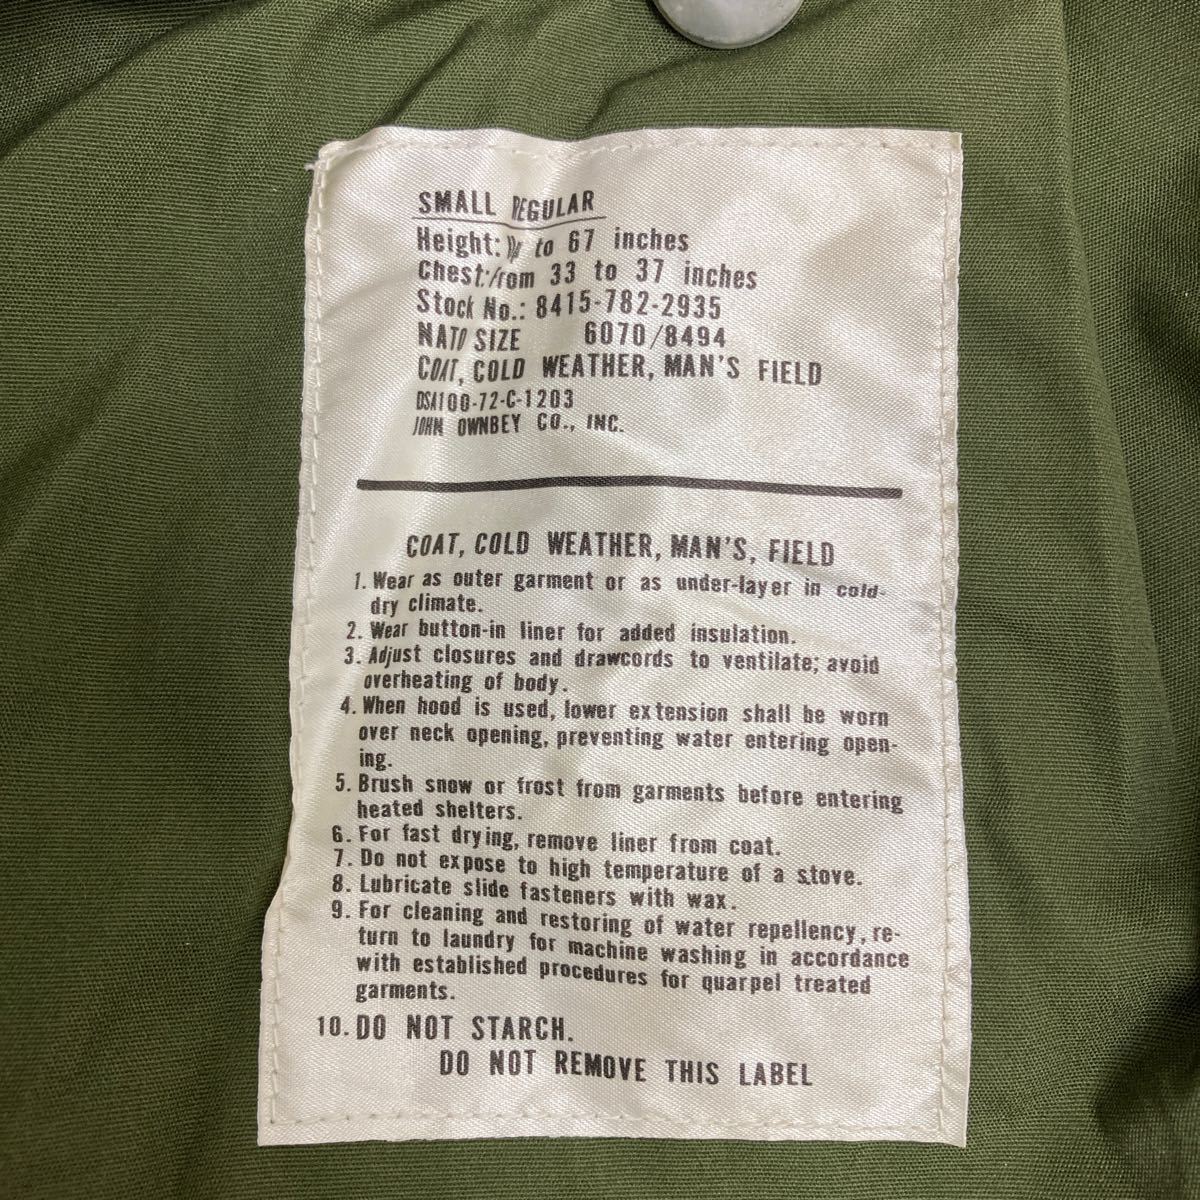 SMALL REGULAR
Height: to 67 inches
Chest: from 33 to 37 inches
Stock No.: 8415-782-2935
NATO SIZE 6070/8494
COAT, COLD WEATHER, MAN'S FIELD
DSA100-72-C-1203
JOHN OWNBEY CO., INC.
COAT, COLD WEATHER, MAN'S, FIELD
1. Wear as outer garment or as under-layer in cold-
dry climate.
2. Wear button-in liner for added insulation.
3. Adjust closures and drawcords to ventilate; avoid
overheating of body.
4. When hood is used, lower extension shall be worn
over neck opening, preventing water entering open-
ing.
5. Brush snow or frost from garments before entering
heated shelters.
6. For fast drying, remove liner from coat.
7. Do not expose to high temperature of a stove.
8. Lubricate slide fasteners with wax.
9. For cleaning and restoring of water repellency, re-
turn to laundry for machine washing in accordance
with established procedures for quarpel treated
garments.
10. DO NOT STARCH.
DO NOT REMOVE THIS LABEL